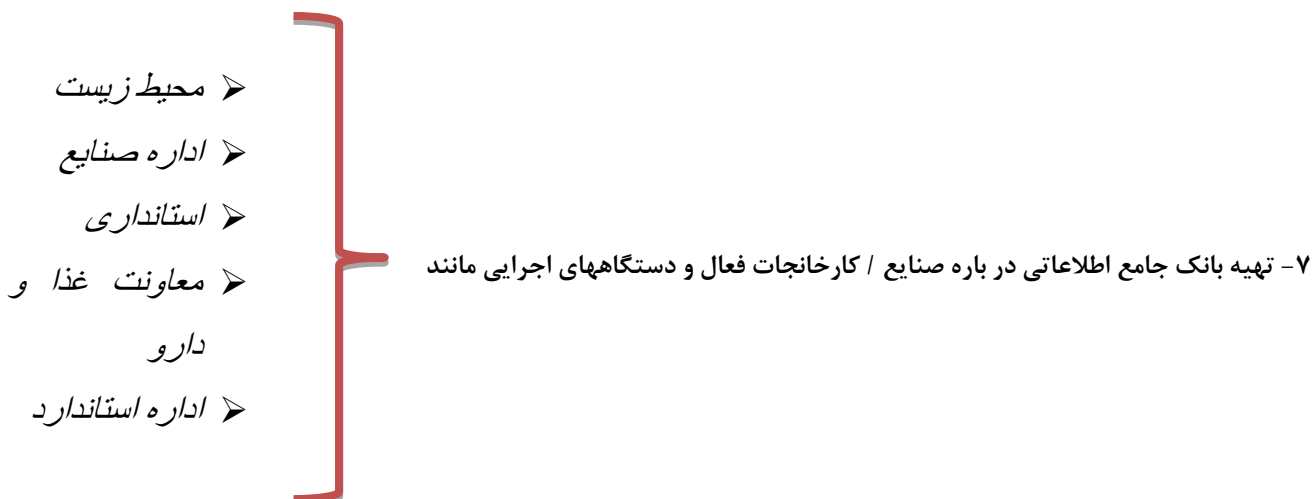 ۷- تهیه بانک جامع اطلاعاتی در باره صنایع / کارخانجات فعال و دستگاههای اجرایی مانند
محیط زیست
اداره صنایع
استانداری
معاونت غذا و
دارو
اداره استاندارد